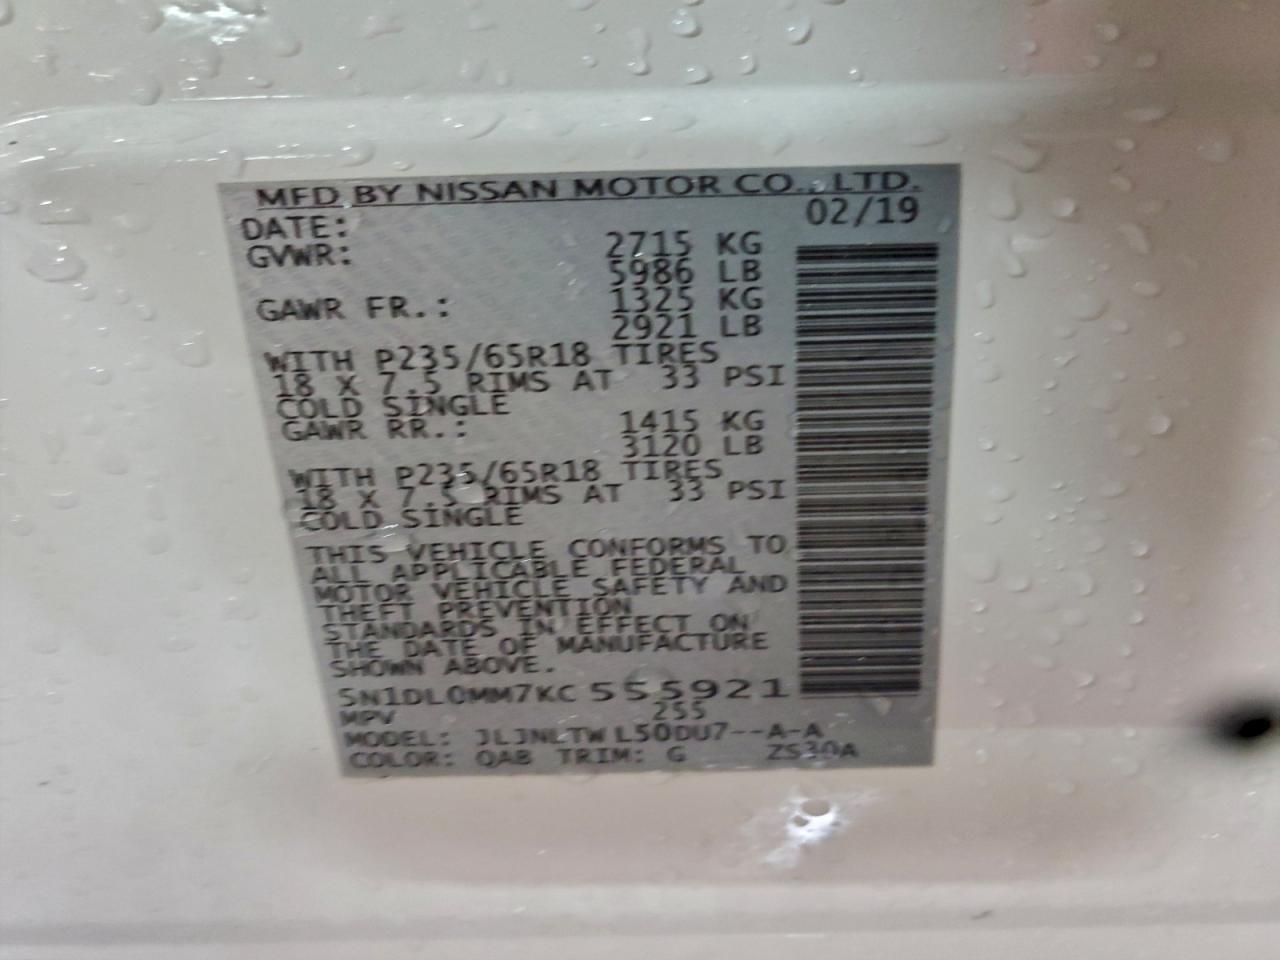 MFD BY NISSAN MOTOR CO., LTD.
DATE: 02/19
GVWR: 2715 KG
5986 LB
GAWR FR.: 1325 KG
2921 LB
WITH P235/65R18 TIRES
18 X 7.5 RIMS AT 33 PSI
COLD SINGLE
GAWR RR.: 1415 KG
3120 LB
WITH P235/65R18 TIRES
18 X 7.5 RIMS AT 33 PSI
COLD SINGLE
THIS VEHICLE CONFORMS TO
ALL APPLICABLE FEDERAL
MOTOR VEHICLE SAFETY AND
THEFT PREVENTION
STANDARDS IN EFFECT ON
THE DATE OF MANUFACTURE
SHOWN ABOVE.
5N1DL0MM7KC 555921
MPV 255
MODEL: JLJNLTW L50DU7--A-A
COLOR: QAB TRIM: G ZS30A